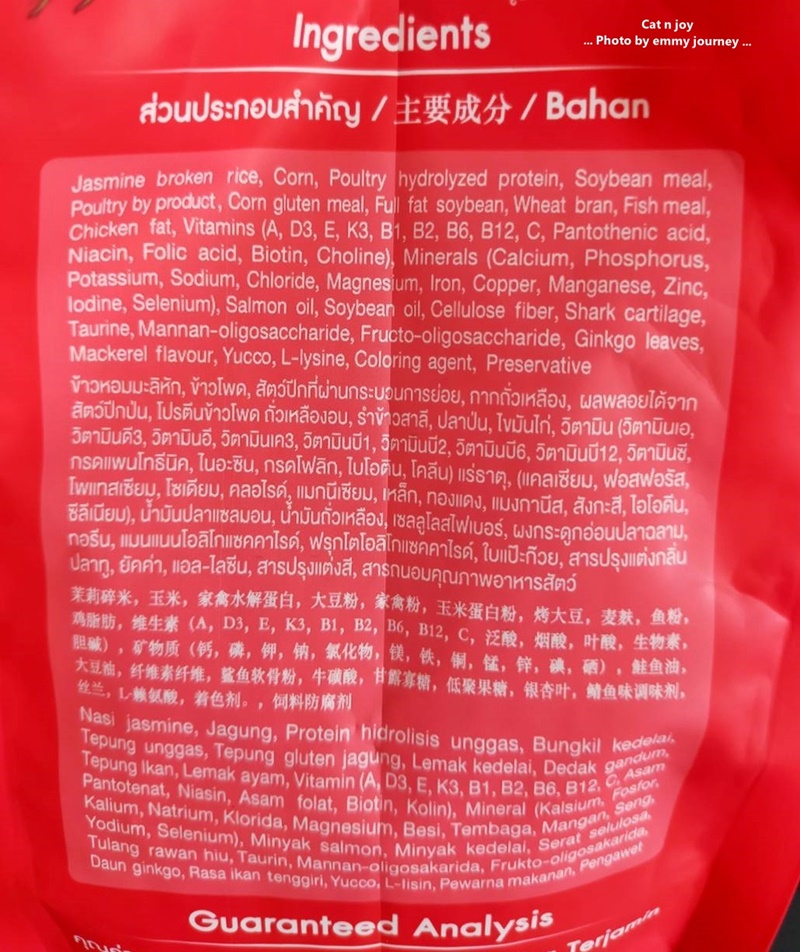 Cat n joy
... Photo by emmy journey ...
Ingredients
ส่วนประกอบสำคัญ / 主要成分 / Bahan
Jasmine broken rice, Corn, Poultry hydrolyzed protein, Soybean meal,
Poultry by product, Corn gluten meal, Full fat soybean, Wheat bran, Fish meal,
Chicken fat, Vitamins (A, D3, E, K3, B1, B2, B6, B12, C, Pantothenic acid,
Niacin, Folic acid, Biotin, Choline), Minerals (Calcium, Phosphorus,
Potassium, Sodium, Chloride, Magnesium, Iron, Copper, Manganese, Zinc,
Iodine, Selenium), Salmon oil, Soybean oil, Cellulose fiber, Shark cartilage,
Taurine, Mannan-oligosaccharide, Fructo-oligosaccharide, Ginkgo leaves,
Mackerel flavour, Yucco, L-lysine, Coloring agent, Preservative
ข้าวหอมมะลิหัก, ข้าวโพด, สัตว์ปีกที่ผ่านกระบวนการย่อย, กากถั่วเหลือง, ผลพลอยได้จาก
สัตว์ปีกป่น, โปรตีนข้าวโพด ถั่วเหลืองอบ, รำข้าวสาลี, ปลาป่น, ไขมันไก่, วิตามิน (วิตามินเอ,
วิตามินดี3, วิตามินอี, วิตามินเค3, วิตามินบี1, วิตามินบี2, วิตามินบี6, วิตามินบี12, วิตามินซี,
กรดแพนโทธีนิค, ไนอะซิน, กรดโฟลิก, ไบโอติน, โคลีน) แร่ธาตุ, (แคลเซียม, ฟอสฟอรัส,
โพแทสเซียม, โซเดียม, คลอไรด์, แมกนีเซียม, เหล็ก, ทองแดง, แมงกานีส, สังกะสี, ไอโอดีน,
ซีลีเนียม), น้ำมันปลาแซลมอน, น้ำมันถั่วเหลือง, เซลลูโลสไฟเบอร์, ผงกระดูกอ่อนปลาฉลาม,
ทอรีน, แมนแนนโอลิโกแซคคาไรด์, ฟรุกโตโอลิโกแซคคาไรด์, ใบแป๊ะก๊วย, สารปรุงแต่งกลิ่น
ปลาทู, ยัคค่า, แอล-ไลซีน, สารปรุงแต่งสี, สารถนอมคุณภาพอาหารสัตว์
茉莉碎米，玉米，家禽水解蛋白，大豆粉，家禽粉，玉米蛋白粉，烤大豆，麦麸，鱼粉，
鸡脂肪，维生素（A, D3, E, K3, B1, B2, B6, B12, C, 泛酸，烟酸，叶酸，生物素，
胆碱），矿物质（钙，磷，钾，钠，氯化物，镁，铁，铜，锰，锌，碘，硒），鲑鱼油，
大豆油，纤维素纤维，鲨鱼软骨粉，牛磺酸，甘露寡糖，低聚果糖，银杏叶，鲭鱼味调味剂，
丝兰，L-赖氨酸，着色剂。，饲料防腐剂
Nasi jasmine, Jagung, Protein hidrolisis unggas, Bungkil kedelai,
Tepung unggas, Tepung gluten jagung, Lemak kedelai, Dedak gandum,
Tepung Ikan, Lemak ayam, Vitamin (A, D3, E, K3, B1, B2, B6, B12, C, Asam
Pantotenat, Niasin, Asam folat, Biotin, Kolin), Mineral (Kalsium, Fosfor,
Kalium, Natrium, Klorida, Magnesium, Besi, Tembaga, Mangan, Seng,
Yodium, Selenium), Minyak salmon, Minyak kedelai, Serat selulosa,
Tulang rawan hiu, Taurin, Mannan-oligosakarida, Frukto-oligosakarida,
Daun ginkgo, Rasa ikan tenggiri, Yucco, L-lisin, Pewarna makanan, Pengawet
Guaranteed Analysis
Terjamin